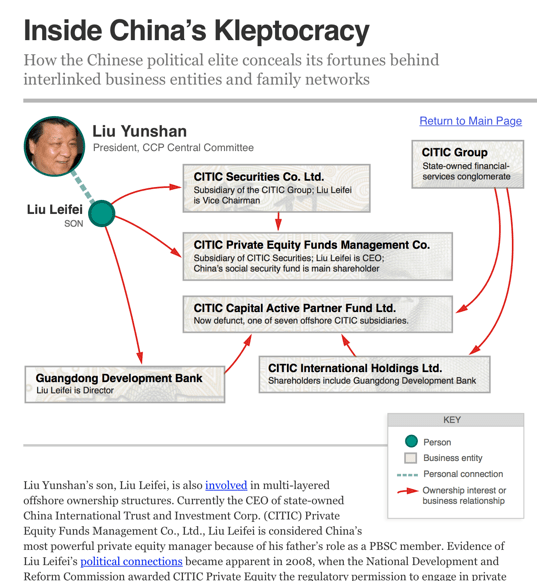 Inside China’s Kleptocracy
How the Chinese political elite conceals its fortunes behind
interlinked business entities and family networks
Return to Main Page
Liu Yunshan
President, CCP Central Committee
CITIC Group
State-owned financial-
services conglomerate
CITIC Securities Co. Ltd.
Subsidiary of the CITIC Group; Liu Leifei
is Vice Chairman
Liu Leifei
SON
CITIC Private Equity Funds Management Co.
Subsidiary of CITIC Securities; Liu Leifei is CEO;
China’s social security fund is main shareholder
CITIC Capital Active Partner Fund Ltd.
Now defunct, one of seven offshore CITIC subsidiaries.
Guangdong Development Bank
Liu Leifei is Director
CITIC International Holdings Ltd.
Shareholders include Guangdong Development Bank
KEY
Person
Business entity
Personal connection
Ownership interest or
business relationship
Liu Yunshan’s son, Liu Leifei, is also involved in multi-layered
offshore ownership structures. Currently the CEO of state-owned
China International Trust and Investment Corp. (CITIC) Private
Equity Funds Management Co., Ltd., Liu Leifei is considered China’s
most powerful private equity manager because of his father’s role as a PBSC member. Evidence of
Liu Leifei’s political connections became apparent in 2008, when the National Development and
Reform Commission awarded CITIC Private Equity the regulatory permission to engage in private